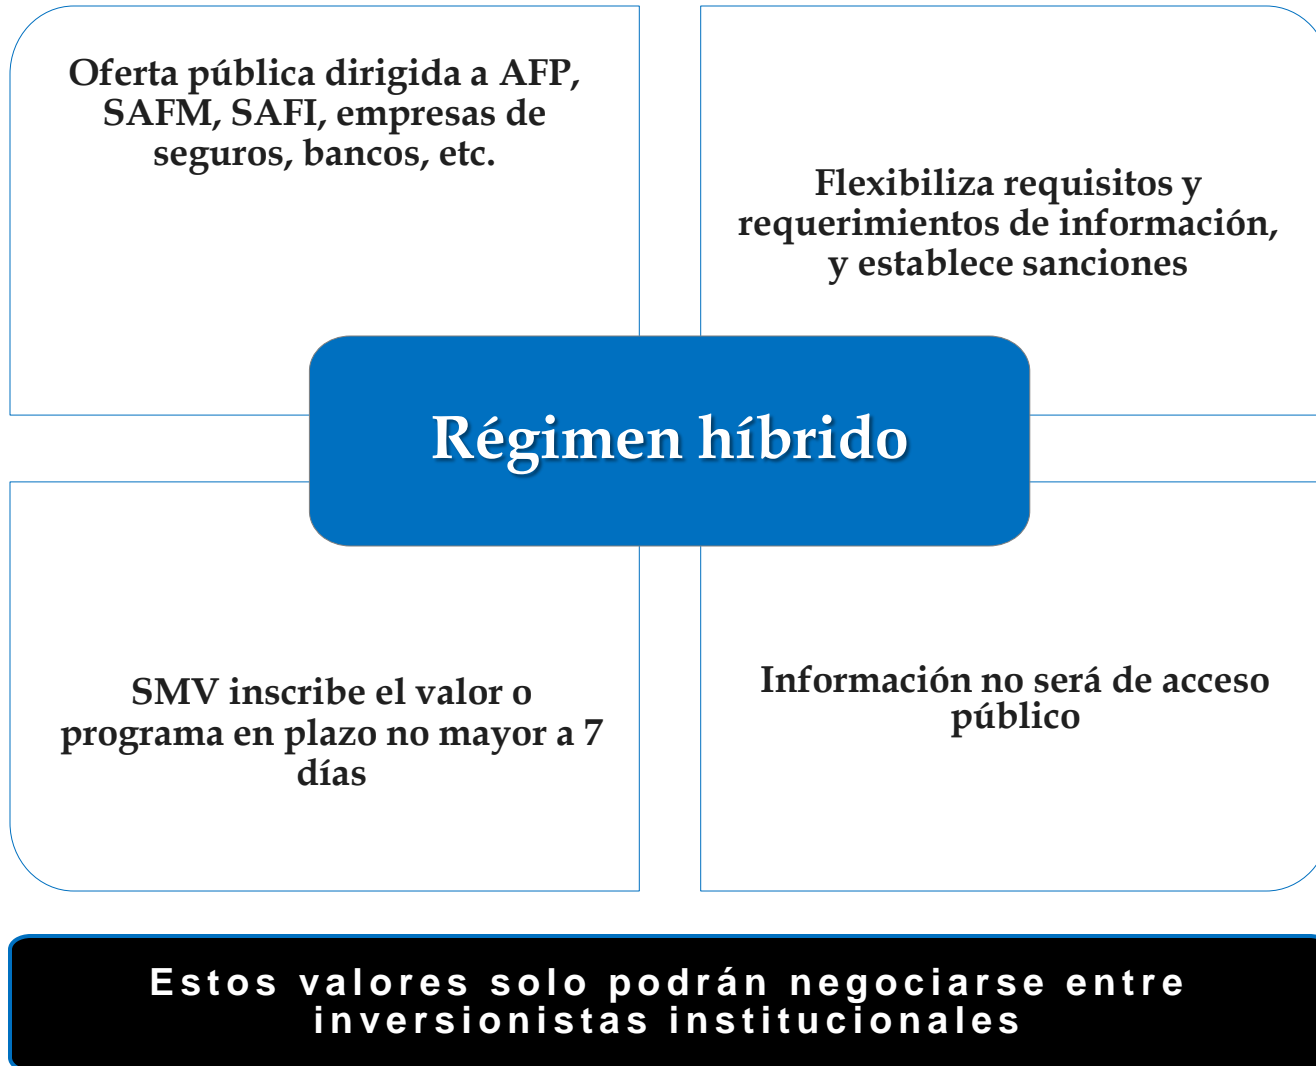 Oferta pública dirigida a AFP,
SAFM, SAFI, empresas de
seguros, bancos, etc.
Flexibiliza requisitos y
requerimientos de información,
y establece sanciones
Régimen híbrido
SMV inscribe el valor o
programa en plazo no mayor a 7
días
Información no será de acceso
público
Estos valores solo podrán negociarse entre
inversionistas institucionales